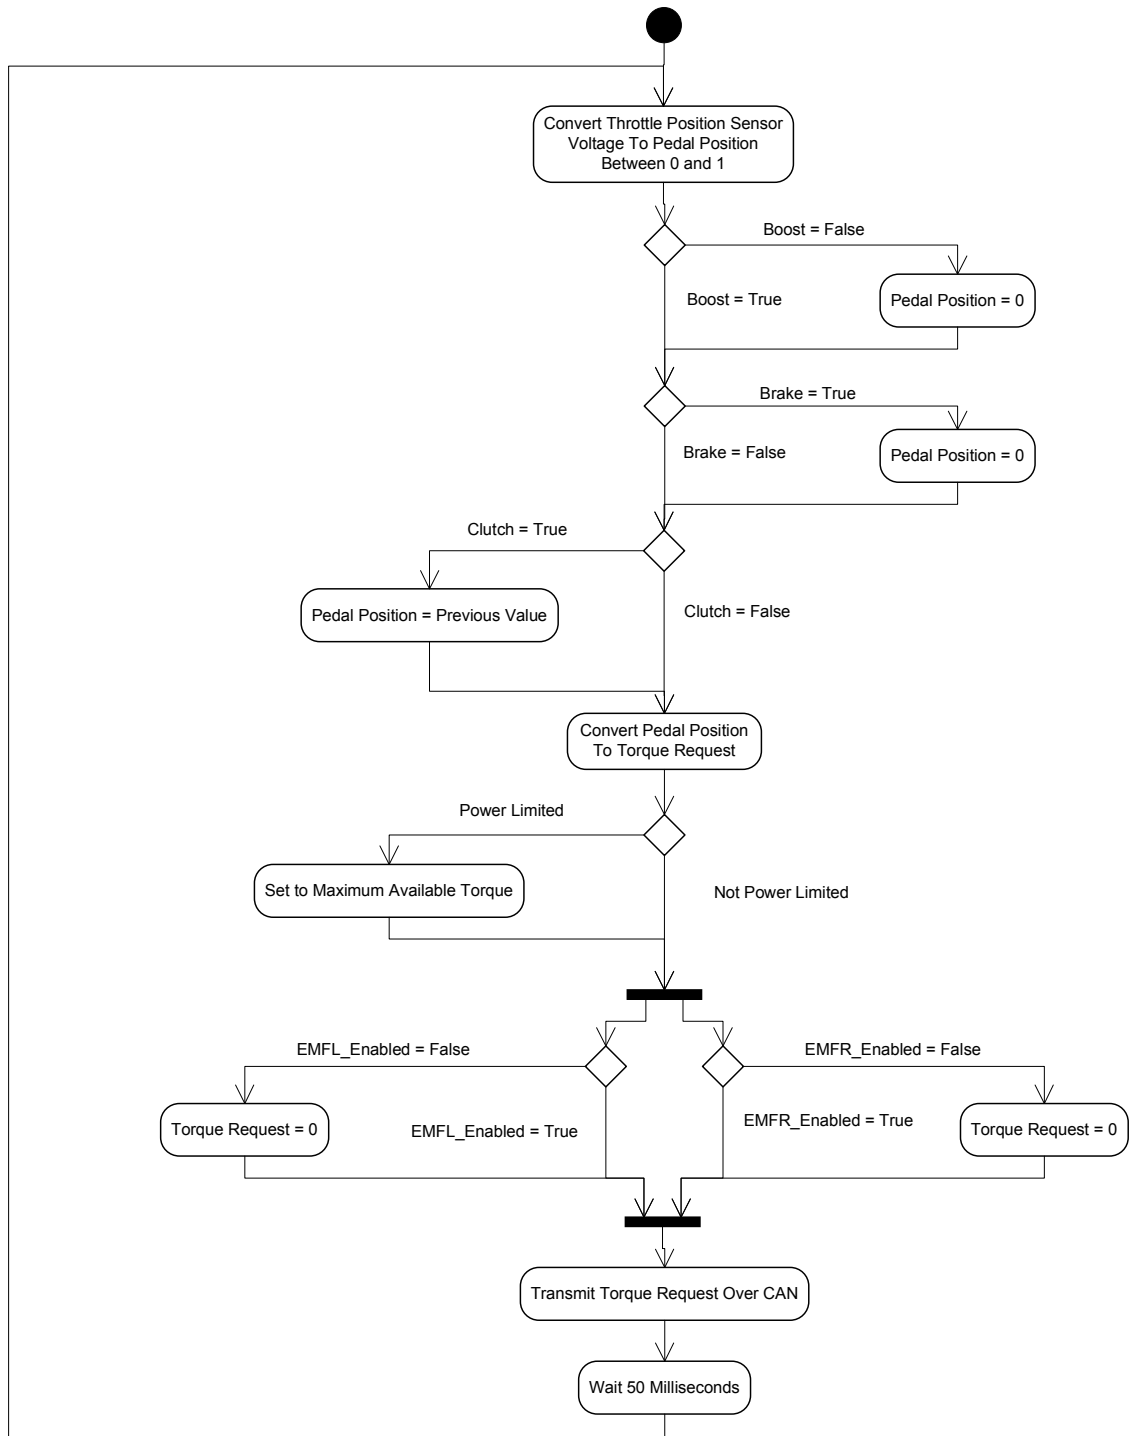 Convert Throttle Position Sensor
Voltage To Pedal Position
Between 0 and 1
Boost = False
Boost = True
Pedal Position = 0
Brake = True
Brake = False
Pedal Position = 0
Clutch = True
Pedal Position = Previous Value
Clutch = False
Convert Pedal Position
To Torque Request
Power Limited
Set to Maximum Available Torque
Not Power Limited
EMFL_Enabled = False
EMFR_Enabled = False
Torque Request = 0
EMFL_Enabled = True
EMFR_Enabled = True
Torque Request = 0
Transmit Torque Request Over CAN
Wait 50 Milliseconds